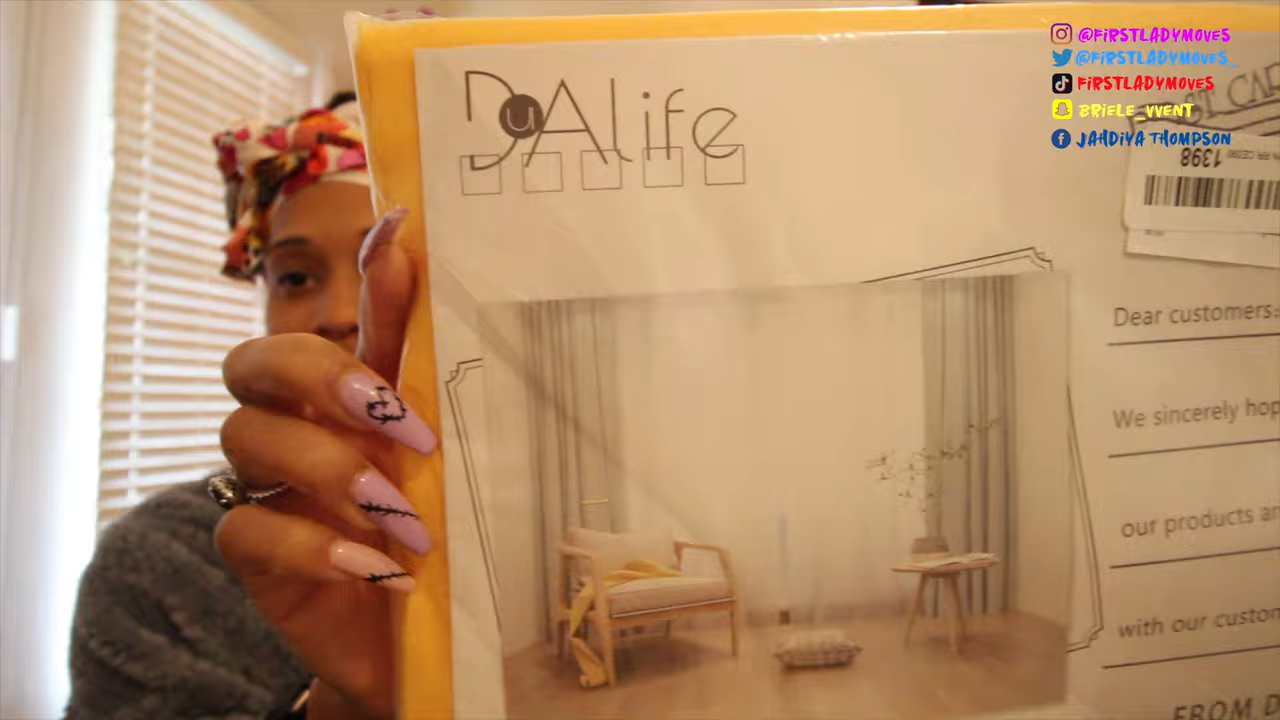 @FIRSTLADYMOVES
@FIRSTLADYMOVES_
FIRSTLADYMOVES
BRIELE_VVENT
JAHDIYA THOMPSON
DuAlife
1398
Dear customers:
We sincerely hop
our products an
with our custom
FROM D